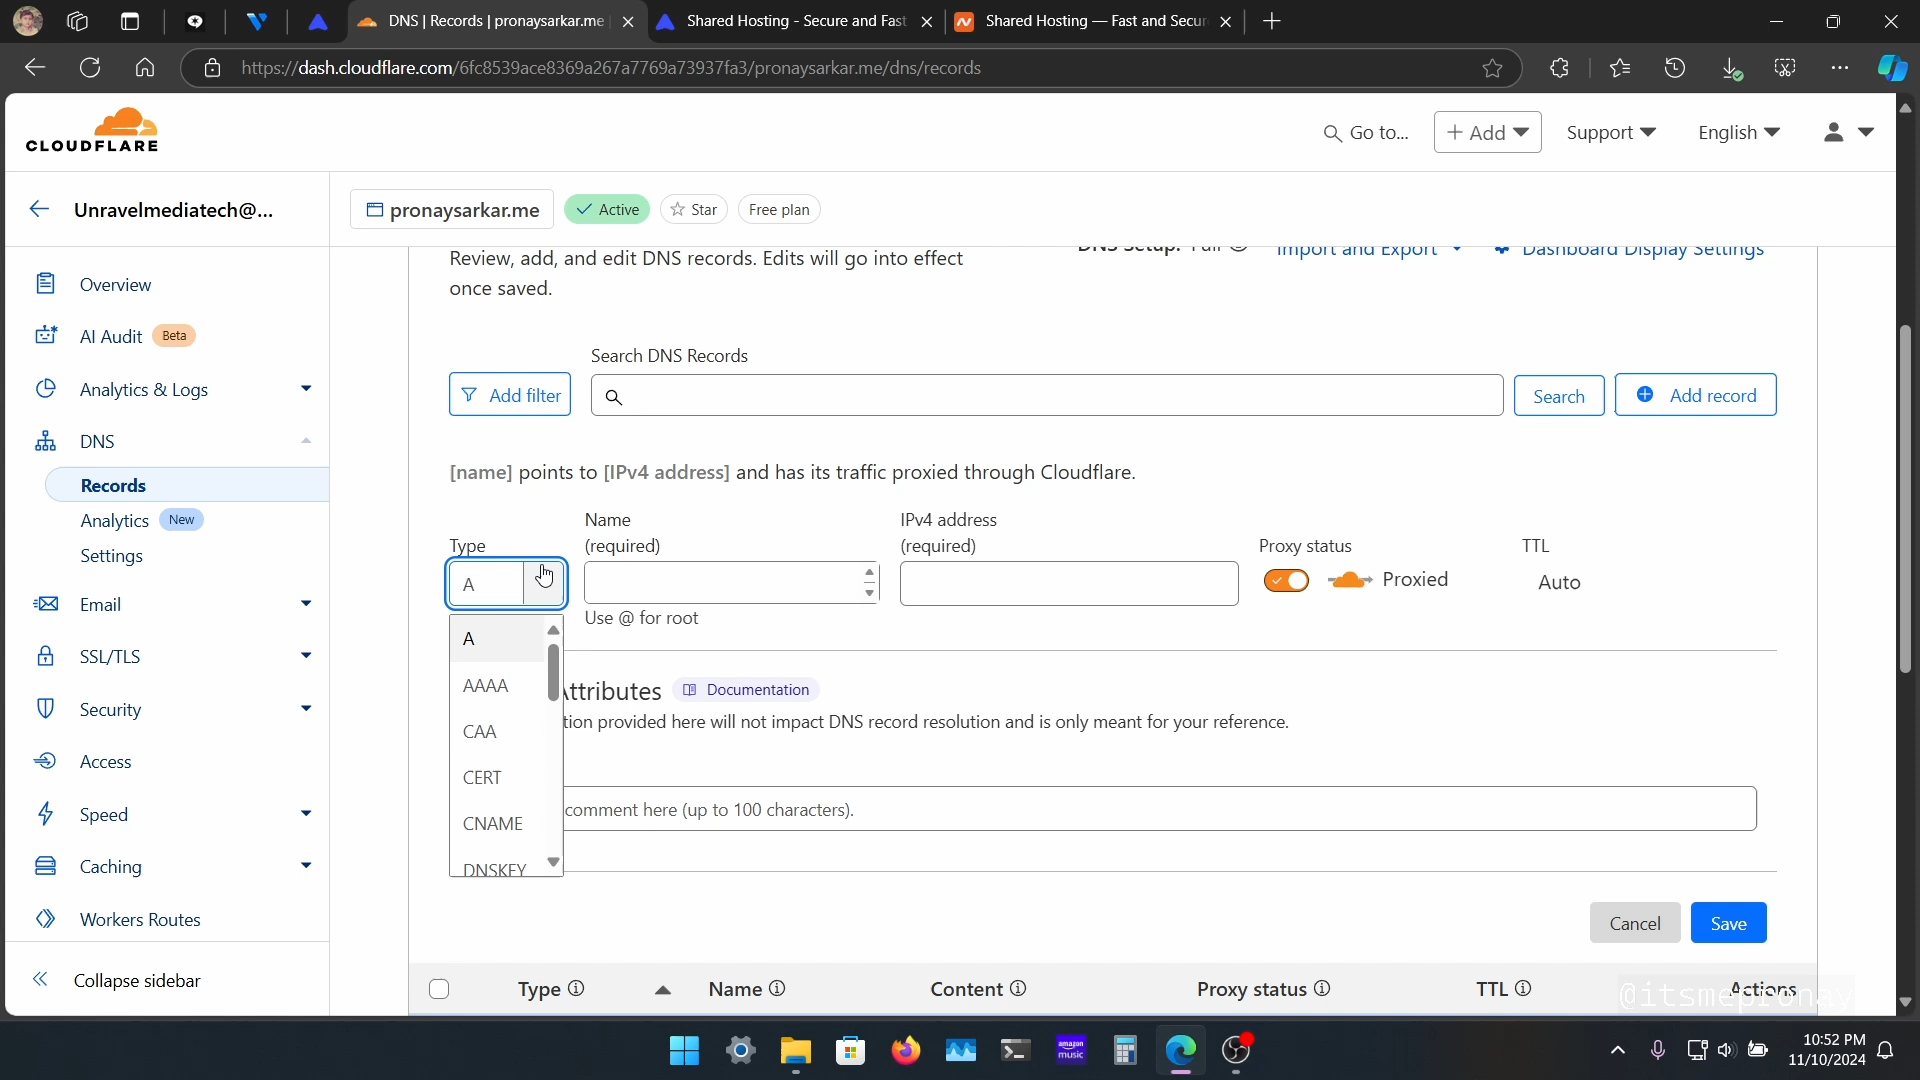 DNS | Records | pronaysarkar.me
Shared Hosting - Secure and Fast
Shared Hosting — Fast and Secur
https://dash.cloudflare.com/6fc8539ace8369a267a7769a73937fa3/pronaysarkar.me/dns/records
CLOUDFLARE
Go to...
+ Add
Support
English
Unravelmediatech@...
pronaysarkar.me
Active
Star
Free plan
Overview
AI Audit Beta
Analytics & Logs
DNS
Records
Analytics New
Settings
Email
SSL/TLS
Security
Access
Speed
Caching
Workers Routes
Collapse sidebar
DNS Setup: Full
Import and Export
Dashboard Display Settings
Review, add, and edit DNS records. Edits will go into effect
once saved.
Search DNS Records
Add filter
Search
Add record
[name] points to [IPv4 address] and has its traffic proxied through Cloudflare.
Type
Name
(required)
IPv4 address
(required)
Proxy status
TTL
A
Proxied
Auto
Use @ for root
A
AAAA
CAA
CERT
CNAME
DNSKEY
Attributes
Documentation
tion provided here will not impact DNS record resolution and is only meant for your reference.
comment here (up to 100 characters).
Cancel
Save
Type
Name
Content
Proxy status
TTL
Actions
@itsmepronay
amazon
music
10:52 PM
11/10/2024